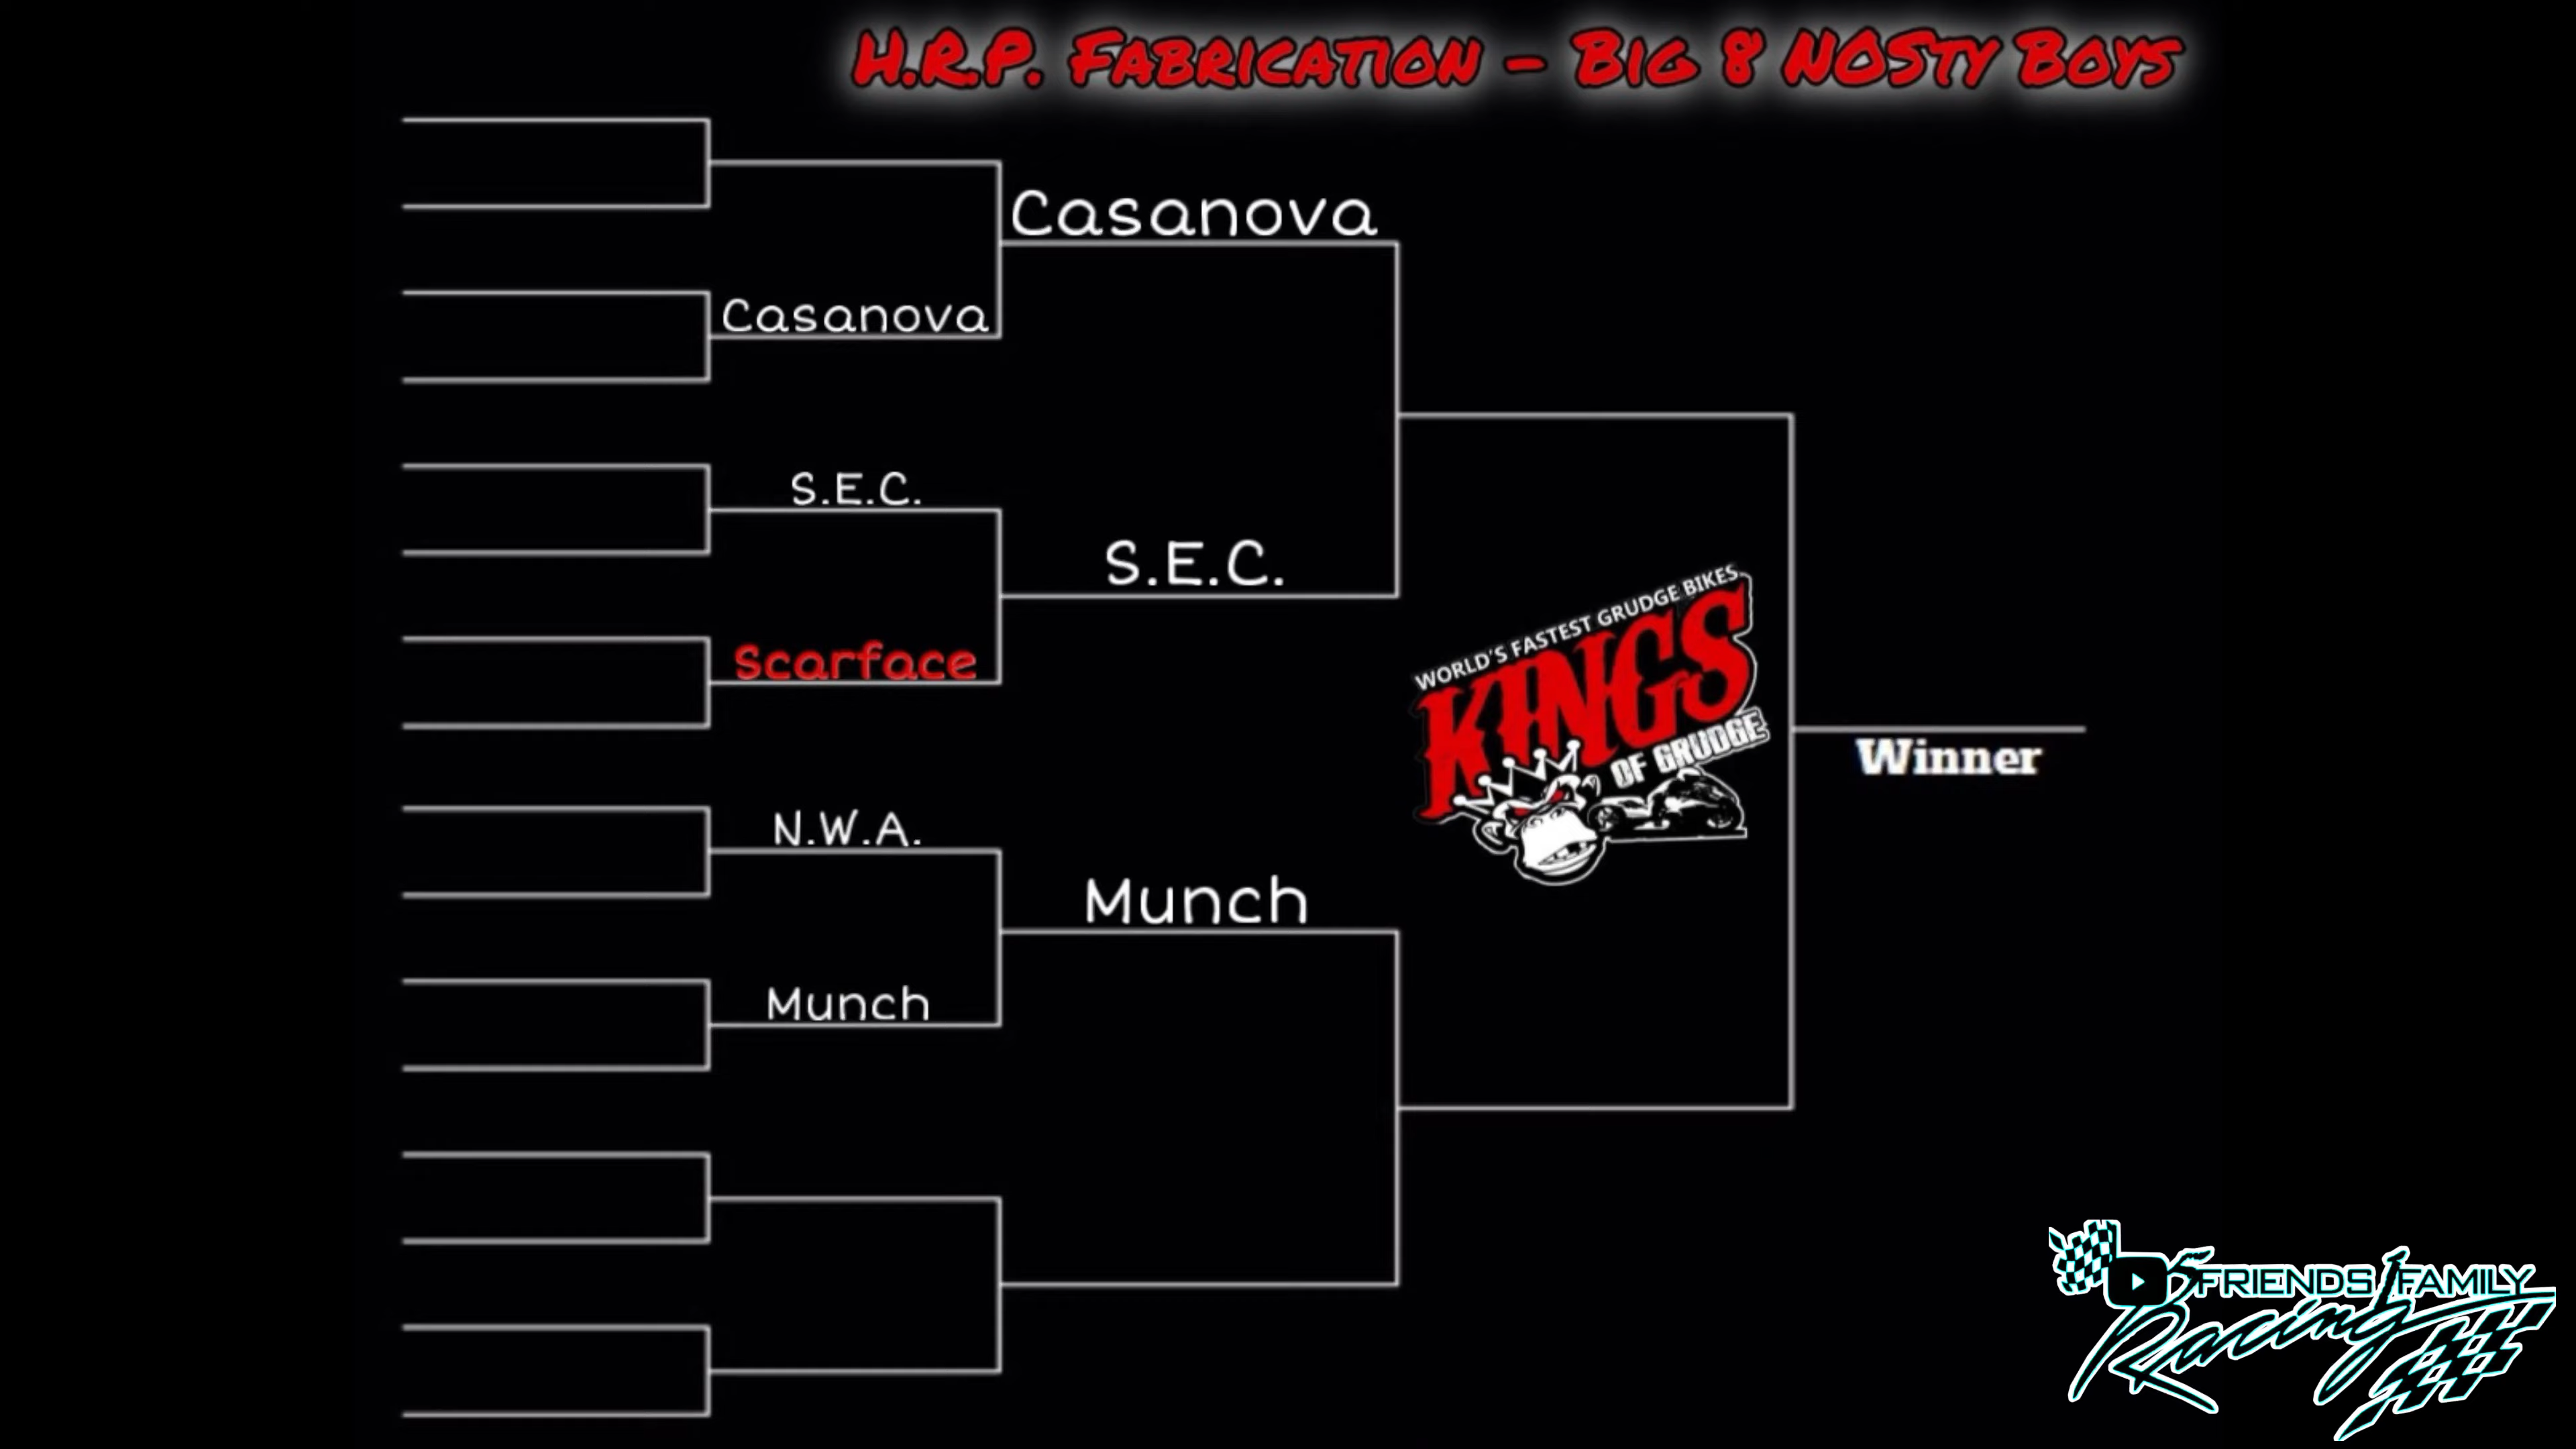 H.R.P. Fabrication - Big 8 NOSty Boys
Casanova
Casanova
S.E.C.
S.E.C.
Scarface
WORLD'S FASTEST GRUDGE BIKES
KINGS
OF GRUDGE
Winner
N.W.A.
Munch
Munch
FRIENDS FAMILY
Racing